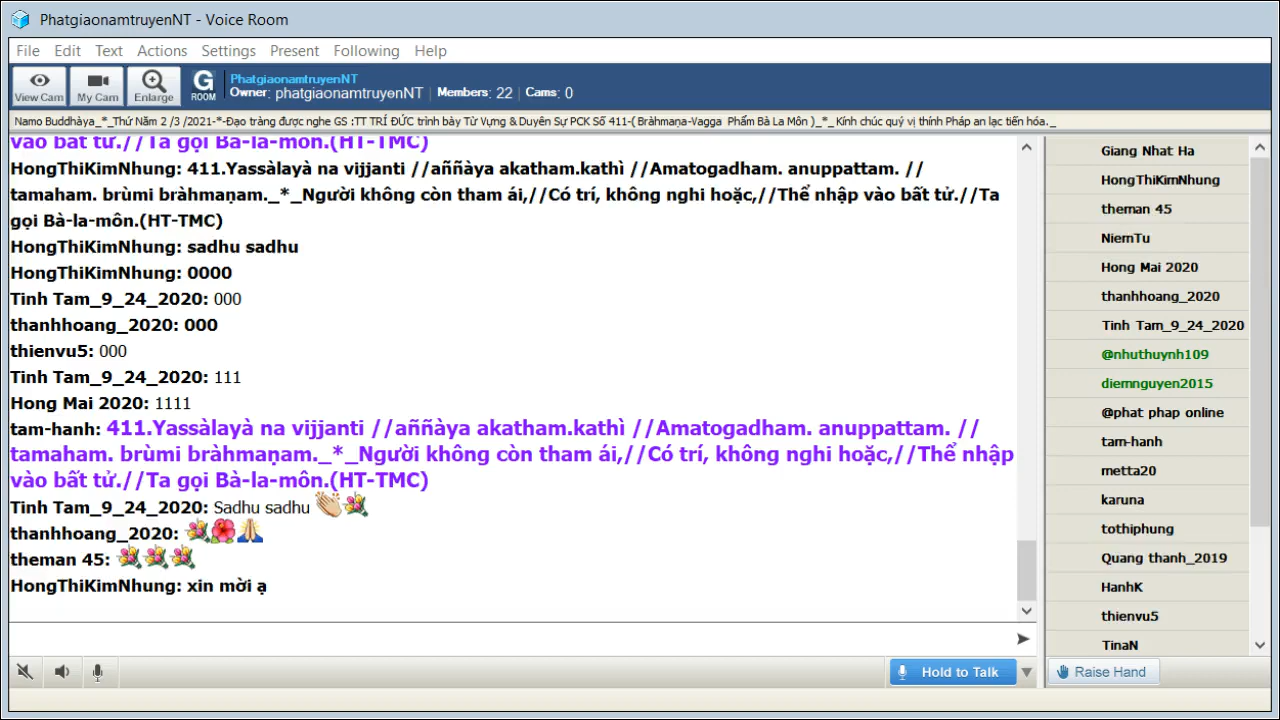 PhatgiaonamtruyenNT - Voice Room
File Edit Text Actions Settings Present Following Help
View Cam My Cam Enlarge G ROOM
PhatgiaonamtruyenNT
Owner: phatgiaonamtruyenNT | Members: 22 | Cams: 0
Namo Buddhàya_*_Thứ Năm 2 /3 /2021-*-Đạo tràng được nghe GS :TT TRÍ ĐỨC trình bày Từ Vựng & Duyên Sự PCK Số 411-( Bràhmaṇa-Vagga Phẩm Bà La Môn )_*_ Kính chúc quý vị thính Pháp an lạc tiến hóa._
vào bất tử.//Ta gọi Bà-la-môn.(HT-TMC)
HongThiKimNhung: 411.Yassàlayà na vijjanti //aññàya akatham.kathì //Amatogadham. anuppattam. //
tamaham. brùmi bràhmaṇam._*_Người không còn tham ái,//Có trí, không nghi hoặc,//Thể nhập vào bất tử.//Ta
gọi Bà-la-môn.(HT-TMC)
HongThiKimNhung: sadhu sadhu
HongThiKimNhung: 0000
Tinh Tam_9_24_2020: 000
thanhhoang_2020: 000
thienvu5: 000
Tinh Tam_9_24_2020: 111
Hong Mai 2020: 1111
tam-hanh: 411.Yassàlayà na vijjanti //aññàya akatham.kathì //Amatogadham. anuppattam. //
tamaham. brùmi bràhmaṇam._*_Người không còn tham ái,//Có trí, không nghi hoặc,//Thể nhập
vào bất tử.//Ta gọi Bà-la-môn.(HT-TMC)
Tinh Tam_9_24_2020: Sadhu sadhu 👏💐
thanhhoang_2020: 💐🌺🙏
theman 45: 💐💐💐
HongThiKimNhung: xin mời ạ
Hold to Talk
Giang Nhat Ha
HongThiKimNhung
theman 45
NiemTu
Hong Mai 2020
thanhhoang_2020
Tinh Tam_9_24_2020
@nhuthuynh109
diemnguyen2015
@phat phap online
tam-hanh
metta20
karuna
tothiphung
Quang thanh_2019
HanhK
thienvu5
TinaN
Raise Hand